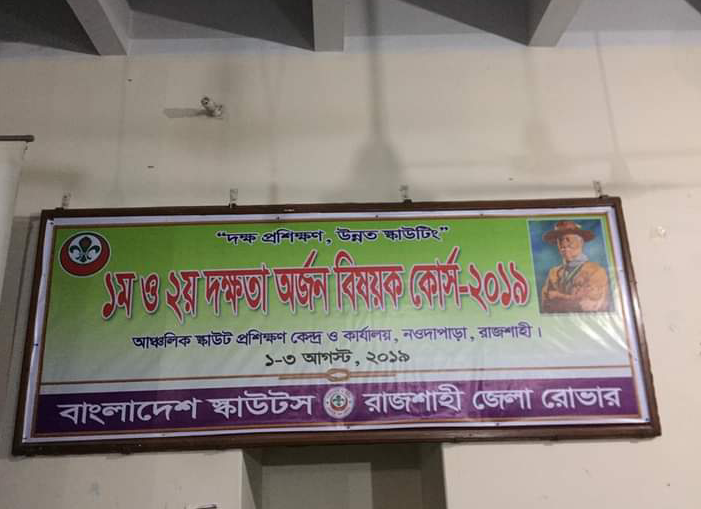 “দক্ষ প্রশিক্ষণ, উন্নত স্কাউটিং”
১ম ও ২য় দক্ষতা অর্জন বিষয়ক কোর্স-২০১৯
আঞ্চলিক স্কাউট প্রশিক্ষণ কেন্দ্র ও কার্যালয়, নওদাপাড়া, রাজশাহী।
১-৩ আগস্ট, ২০১৯
বাংলাদেশ স্কাউটস রাজশাহী জেলা রোভার